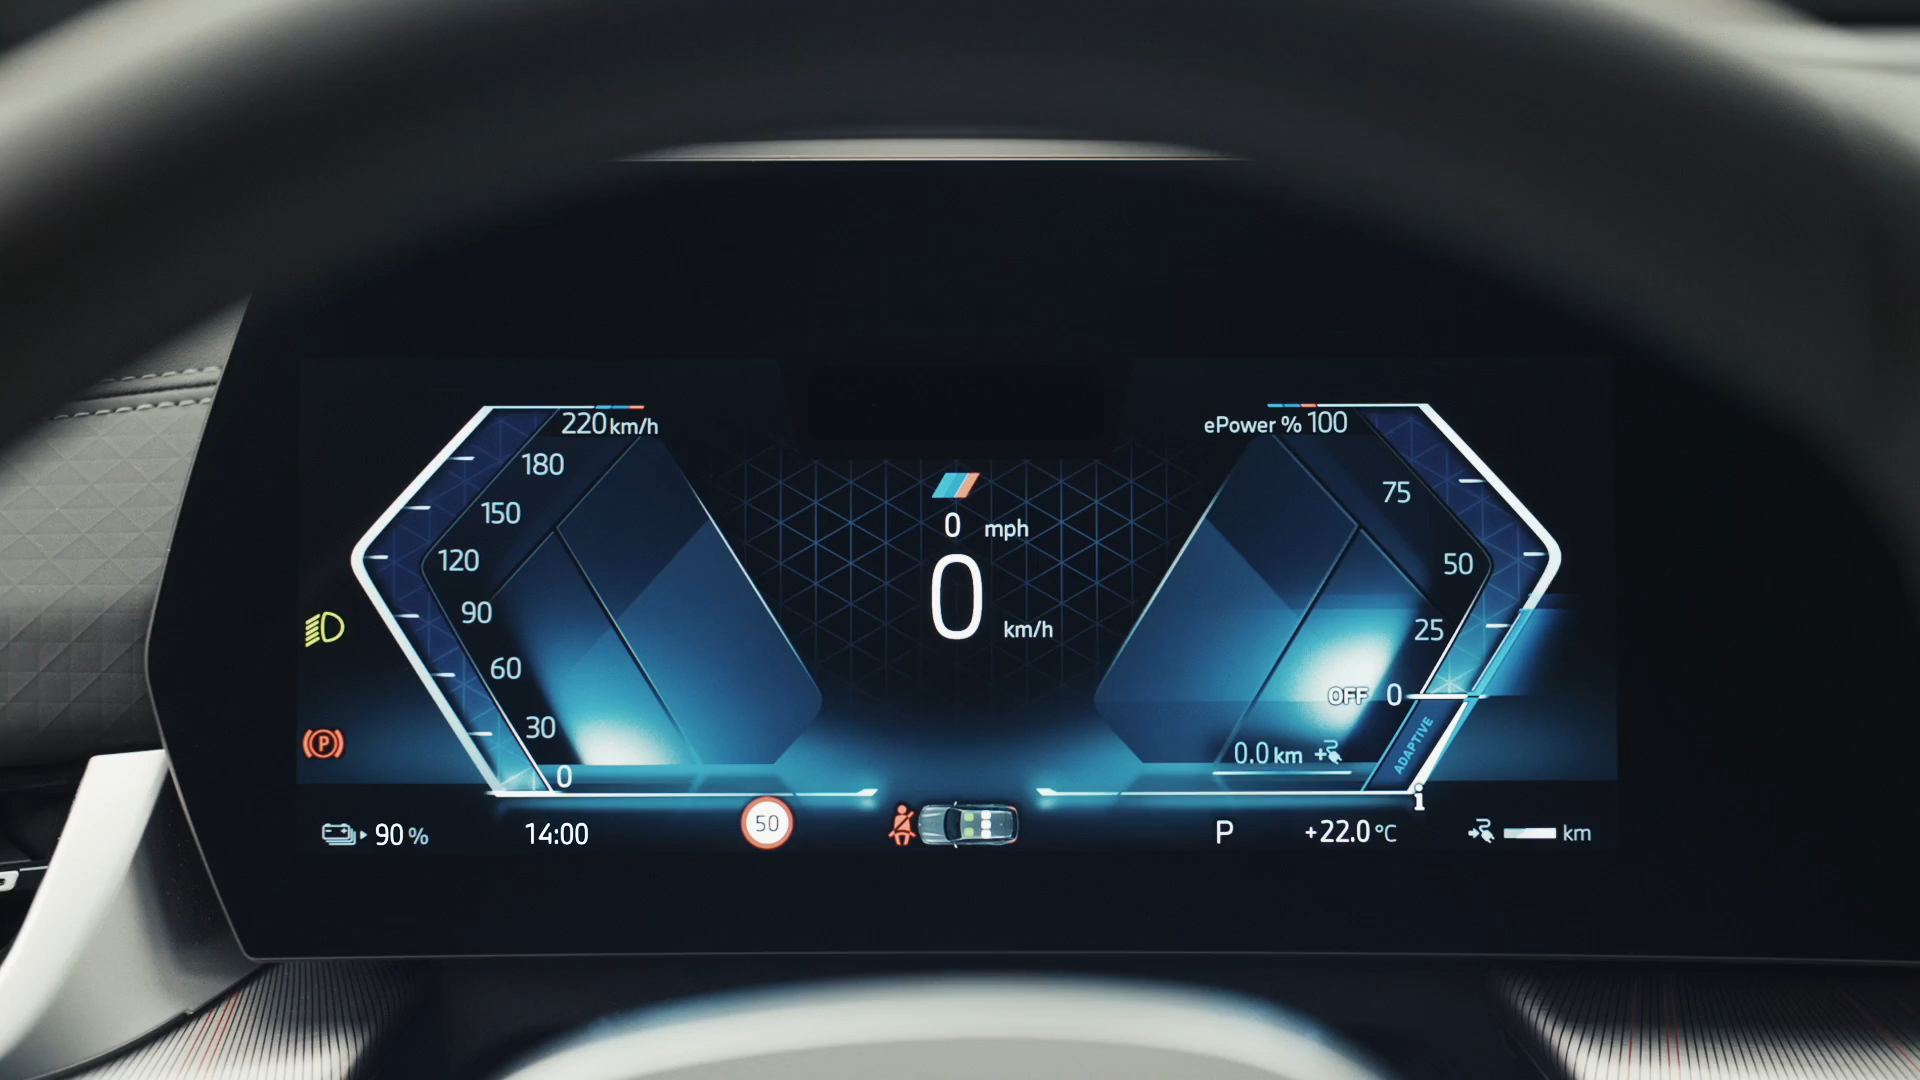 220 km/h
180
150
120
90
60
30
0
0 mph
0 km/h
ePower % 100
75
50
25
OFF 0
ADAPTIVE
0.0 km +
P
90 %
14:00
50
P
+22.0 °C
i
km